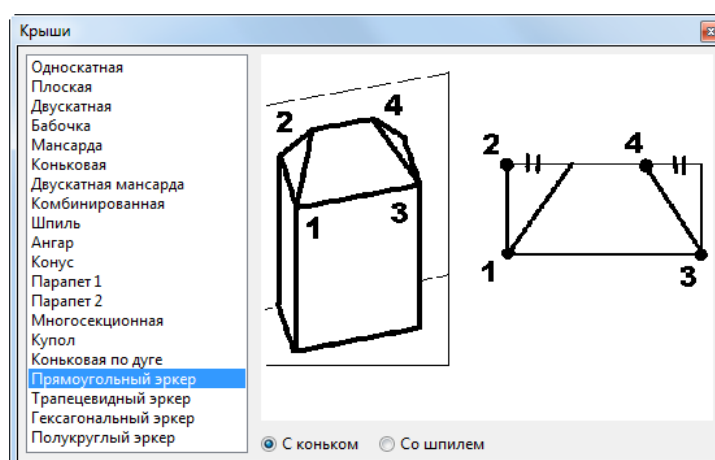 Крыши
Односкатная
Плоская
Двускатная
Бабочка
Мансарда
Коньковая
Двускатная мансарда
Комбинированная
Шпиль
Ангар
Конус
Парапет 1
Парапет 2
Многосекционная
Купол
Коньковая по дуге
Прямоугольный эркер
Трапецевидный эркер
Гексагональный эркер
Полукруглый эркер
2
4
1
3
2
4
1
3
С коньком
Со шпилем